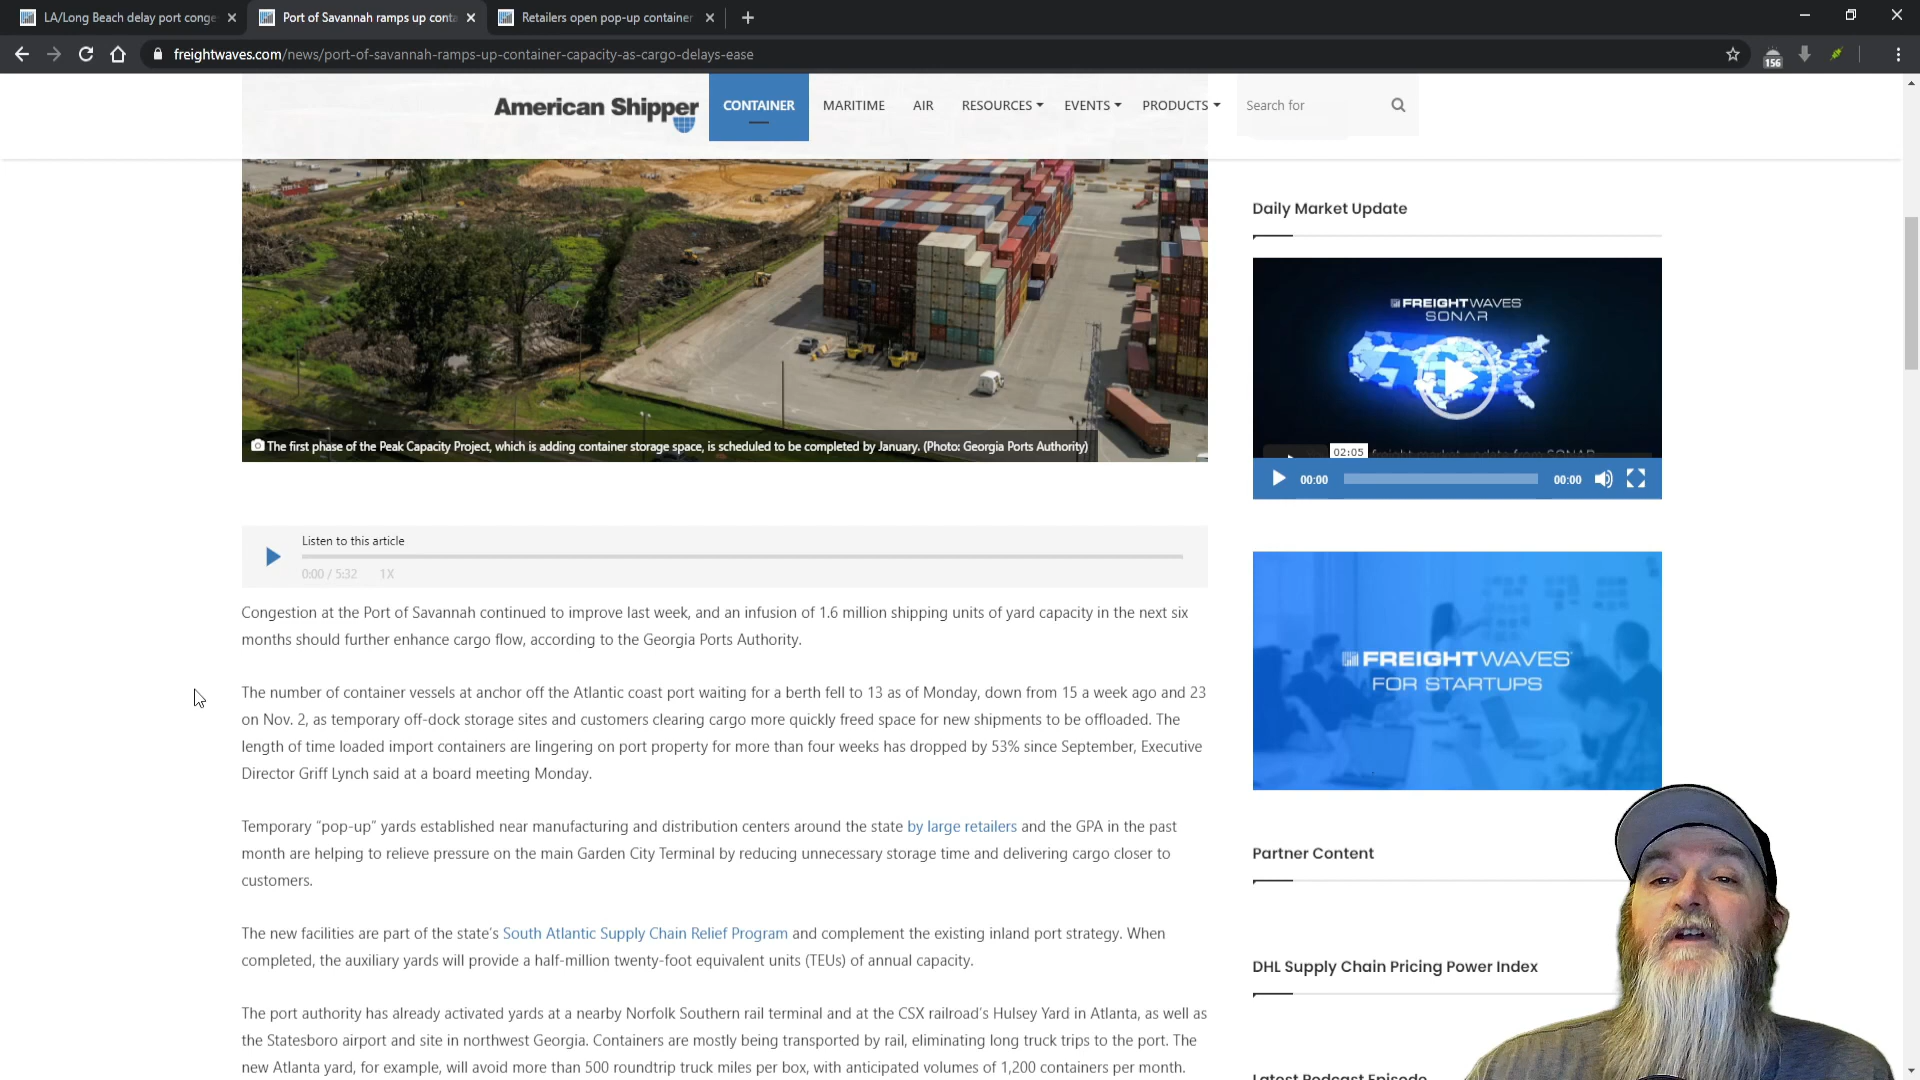 LA/Long Beach delay port conge
Port of Savannah ramps up conta
Retailers open pop-up container
freightwaves.com/news/port-of-savannah-ramps-up-container-capacity-as-cargo-delays-ease
156
American Shipper
CONTAINER
MARITIME
AIR
RESOURCES
EVENTS
PRODUCTS
Search for
The first phase of the Peak Capacity Project, which is adding container storage space, is scheduled to be completed by January. (Photo: Georgia Ports Authority)
Listen to this article
0:00 / 5:32 1X
Congestion at the Port of Savannah continued to improve last week, and an infusion of 1.6 million shipping units of yard capacity in the next six
months should further enhance cargo flow, according to the Georgia Ports Authority.
The number of container vessels at anchor off the Atlantic coast port waiting for a berth fell to 13 as of Monday, down from 15 a week ago and 23
on Nov. 2, as temporary off-dock storage sites and customers clearing cargo more quickly freed space for new shipments to be offloaded. The
length of time loaded import containers are lingering on port property for more than four weeks has dropped by 53% since September, Executive
Director Griff Lynch said at a board meeting Monday.
Temporary "pop-up" yards established near manufacturing and distribution centers around the state by large retailers and the GPA in the past
month are helping to relieve pressure on the main Garden City Terminal by reducing unnecessary storage time and delivering cargo closer to
customers.
The new facilities are part of the state's South Atlantic Supply Chain Relief Program and complement the existing inland port strategy. When
completed, the auxiliary yards will provide a half-million twenty-foot equivalent units (TEUs) of annual capacity.
The port authority has already activated yards at a nearby Norfolk Southern rail terminal and at the CSX railroad's Hulsey Yard in Atlanta, as well as
the Statesboro airport and site in northwest Georgia. Containers are mostly being transported by rail, eliminating long truck trips to the port. The
new Atlanta yard, for example, will avoid more than 500 roundtrip truck miles per box, with anticipated volumes of 1,200 containers per month.
Daily Market Update
FREIGHTWAVES
SONAR
02:05
freight market update from SONAR
00:00
00:00
FREIGHTWAVES
FOR STARTUPS
Partner Content
DHL Supply Chain Pricing Power Index
Latest Podcast Episode